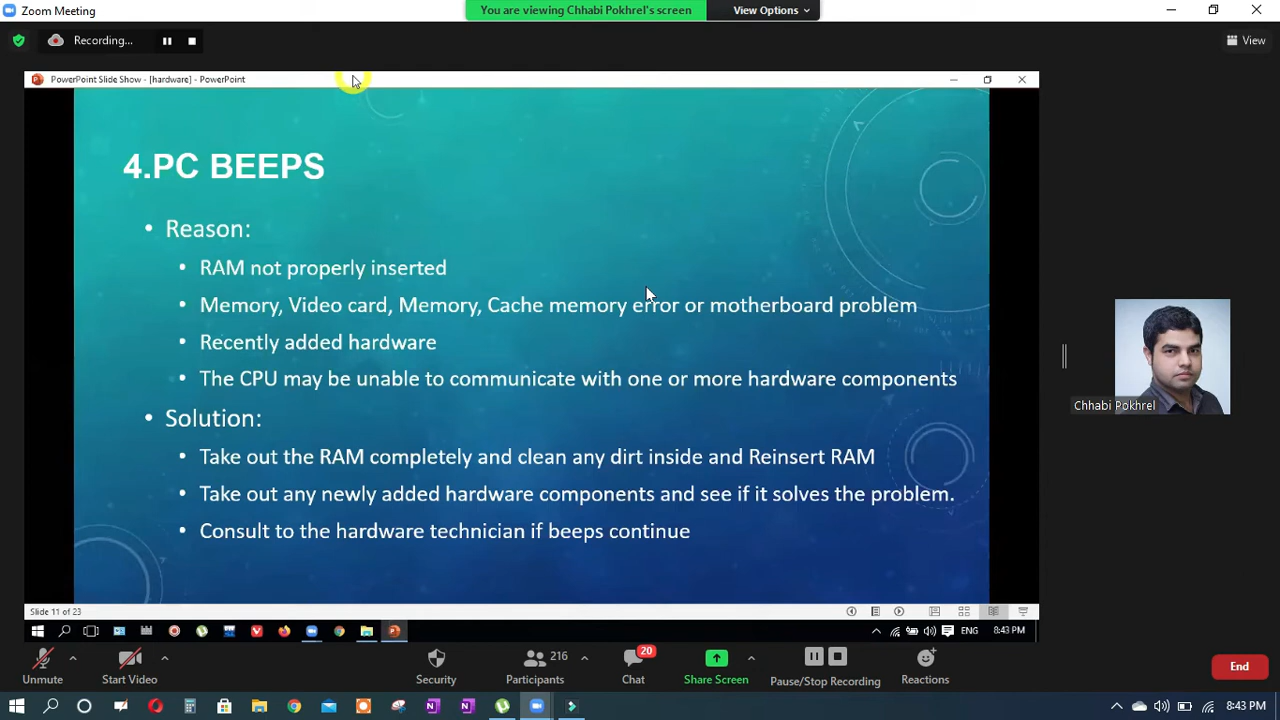 Zoom Meeting
You are viewing Chhabi Pokhrel's screen
View Options
Recording...
View
PowerPoint Slide Show - [hardware] - PowerPoint
4.PC BEEPS
• Reason:
• RAM not properly inserted
• Memory, Video card, Memory, Cache memory error or motherboard problem
• Recently added hardware
• The CPU may be unable to communicate with one or more hardware components
• Solution:
• Take out the RAM completely and clean any dirt inside and Reinsert RAM
• Take out any newly added hardware components and see if it solves the problem.
• Consult to the hardware technician if beeps continue
Chhabi Pokhrel
Slide 11 of 23
ENG
8:43 PM
Unmute
Start Video
Security
Participants
216
Chat
20
Share Screen
Pause/Stop Recording
Reactions
End
8:43 PM